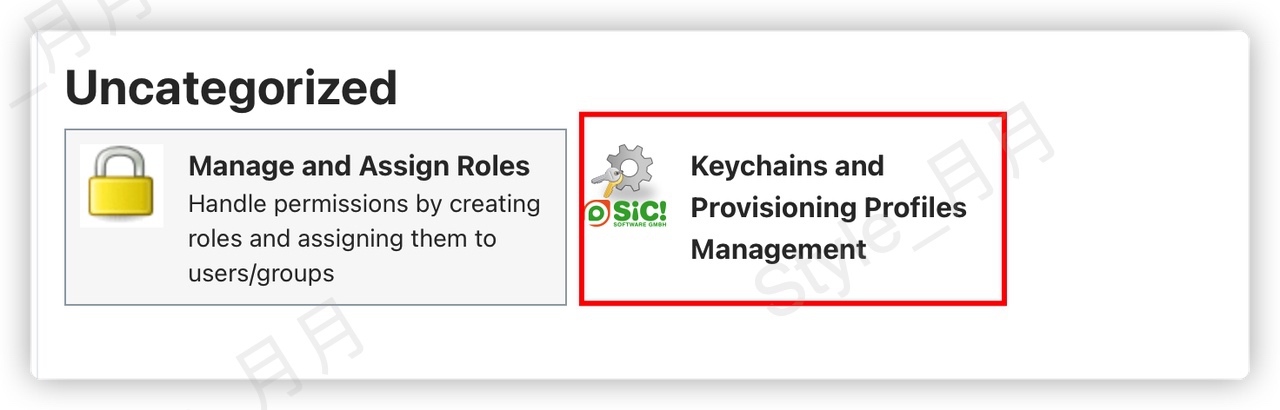 Uncategorized
Manage and Assign Roles
Handle permissions by creating
roles and assigning them to
users/groups
SiC!
SOFTWARE GMBH
Keychains and
Provisioning Profiles
Management
_月月
Style_月月
月月